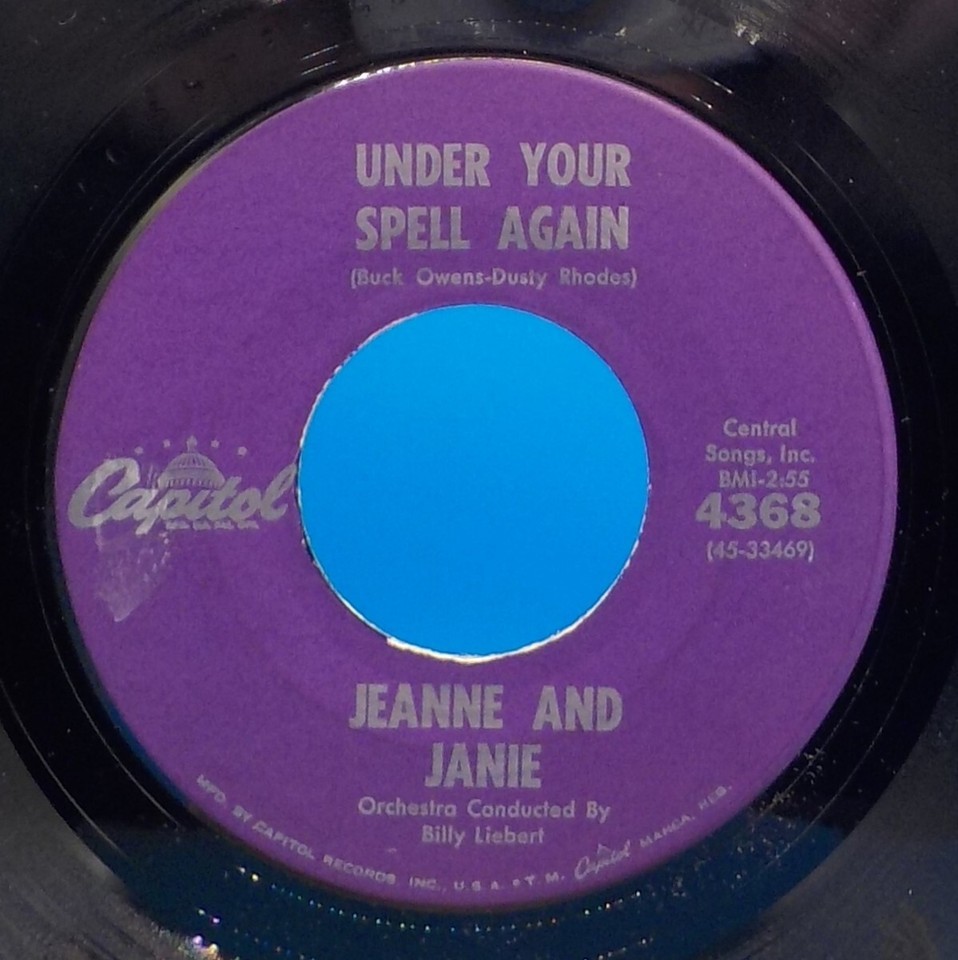 UNDER YOUR
SPELL AGAIN
(Buck Owens-Dusty Rhodes)
Capitol
Central
Songs, Inc.
BMI-2:55
4368
(45-33469)
JEANNE AND
JANIE
Orchestra Conducted By
Billy Liebert
MFD. BY CAPITOL RECORDS, INC., U.S.A. T. M. Capitol MARCA. REG.